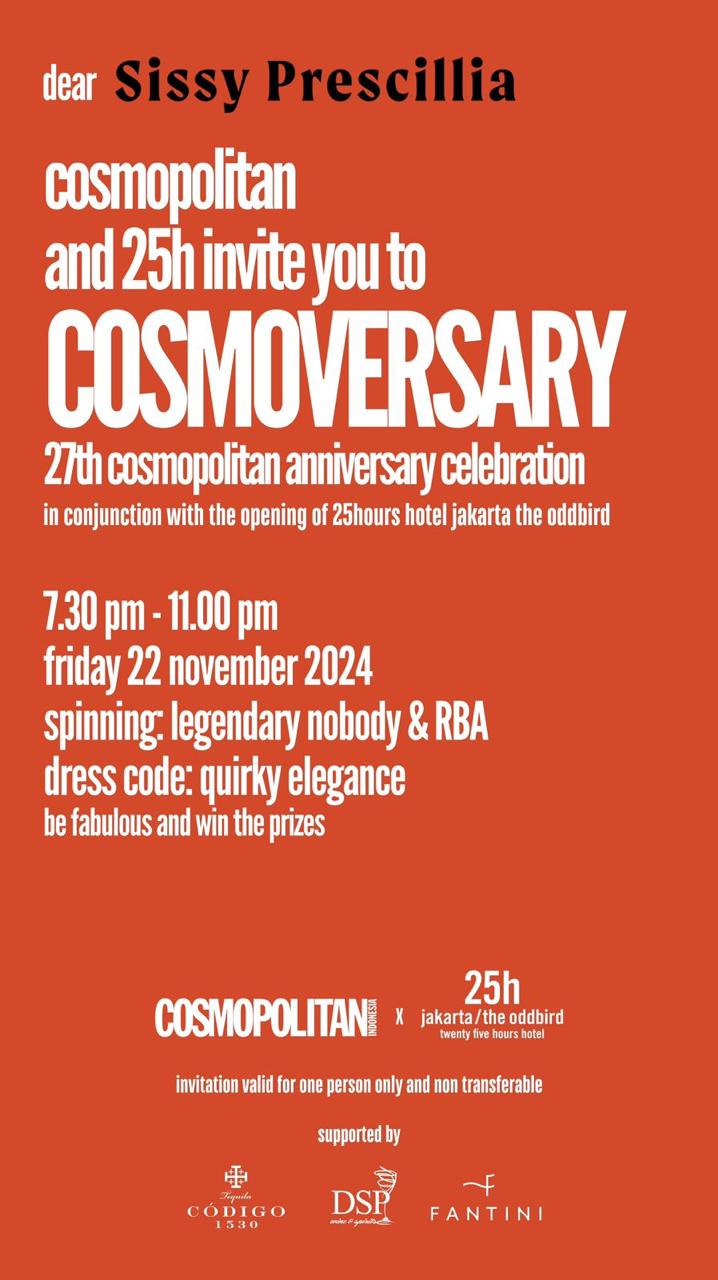 dear Sissy Prescillia
cosmopolitan
and 25h invite you to
COSMOVERSARY
27th cosmopolitan anniversary celebration
in conjunction with the opening of 25hours hotel jakarta the oddbird
7.30 pm - 11.00 pm
friday 22 november 2024
spinning: legendary nobody & RBA
dress code: quirky elegance
be fabulous and win the prizes
COSMOPOLITAN INDONESIA x 25h
jakarta/the oddbird
twenty five hours hotel
invitation valid for one person only and non transferable
supported by
Tequila
CÓDIGO
1530
DSP
wine & spirits
FANTINI